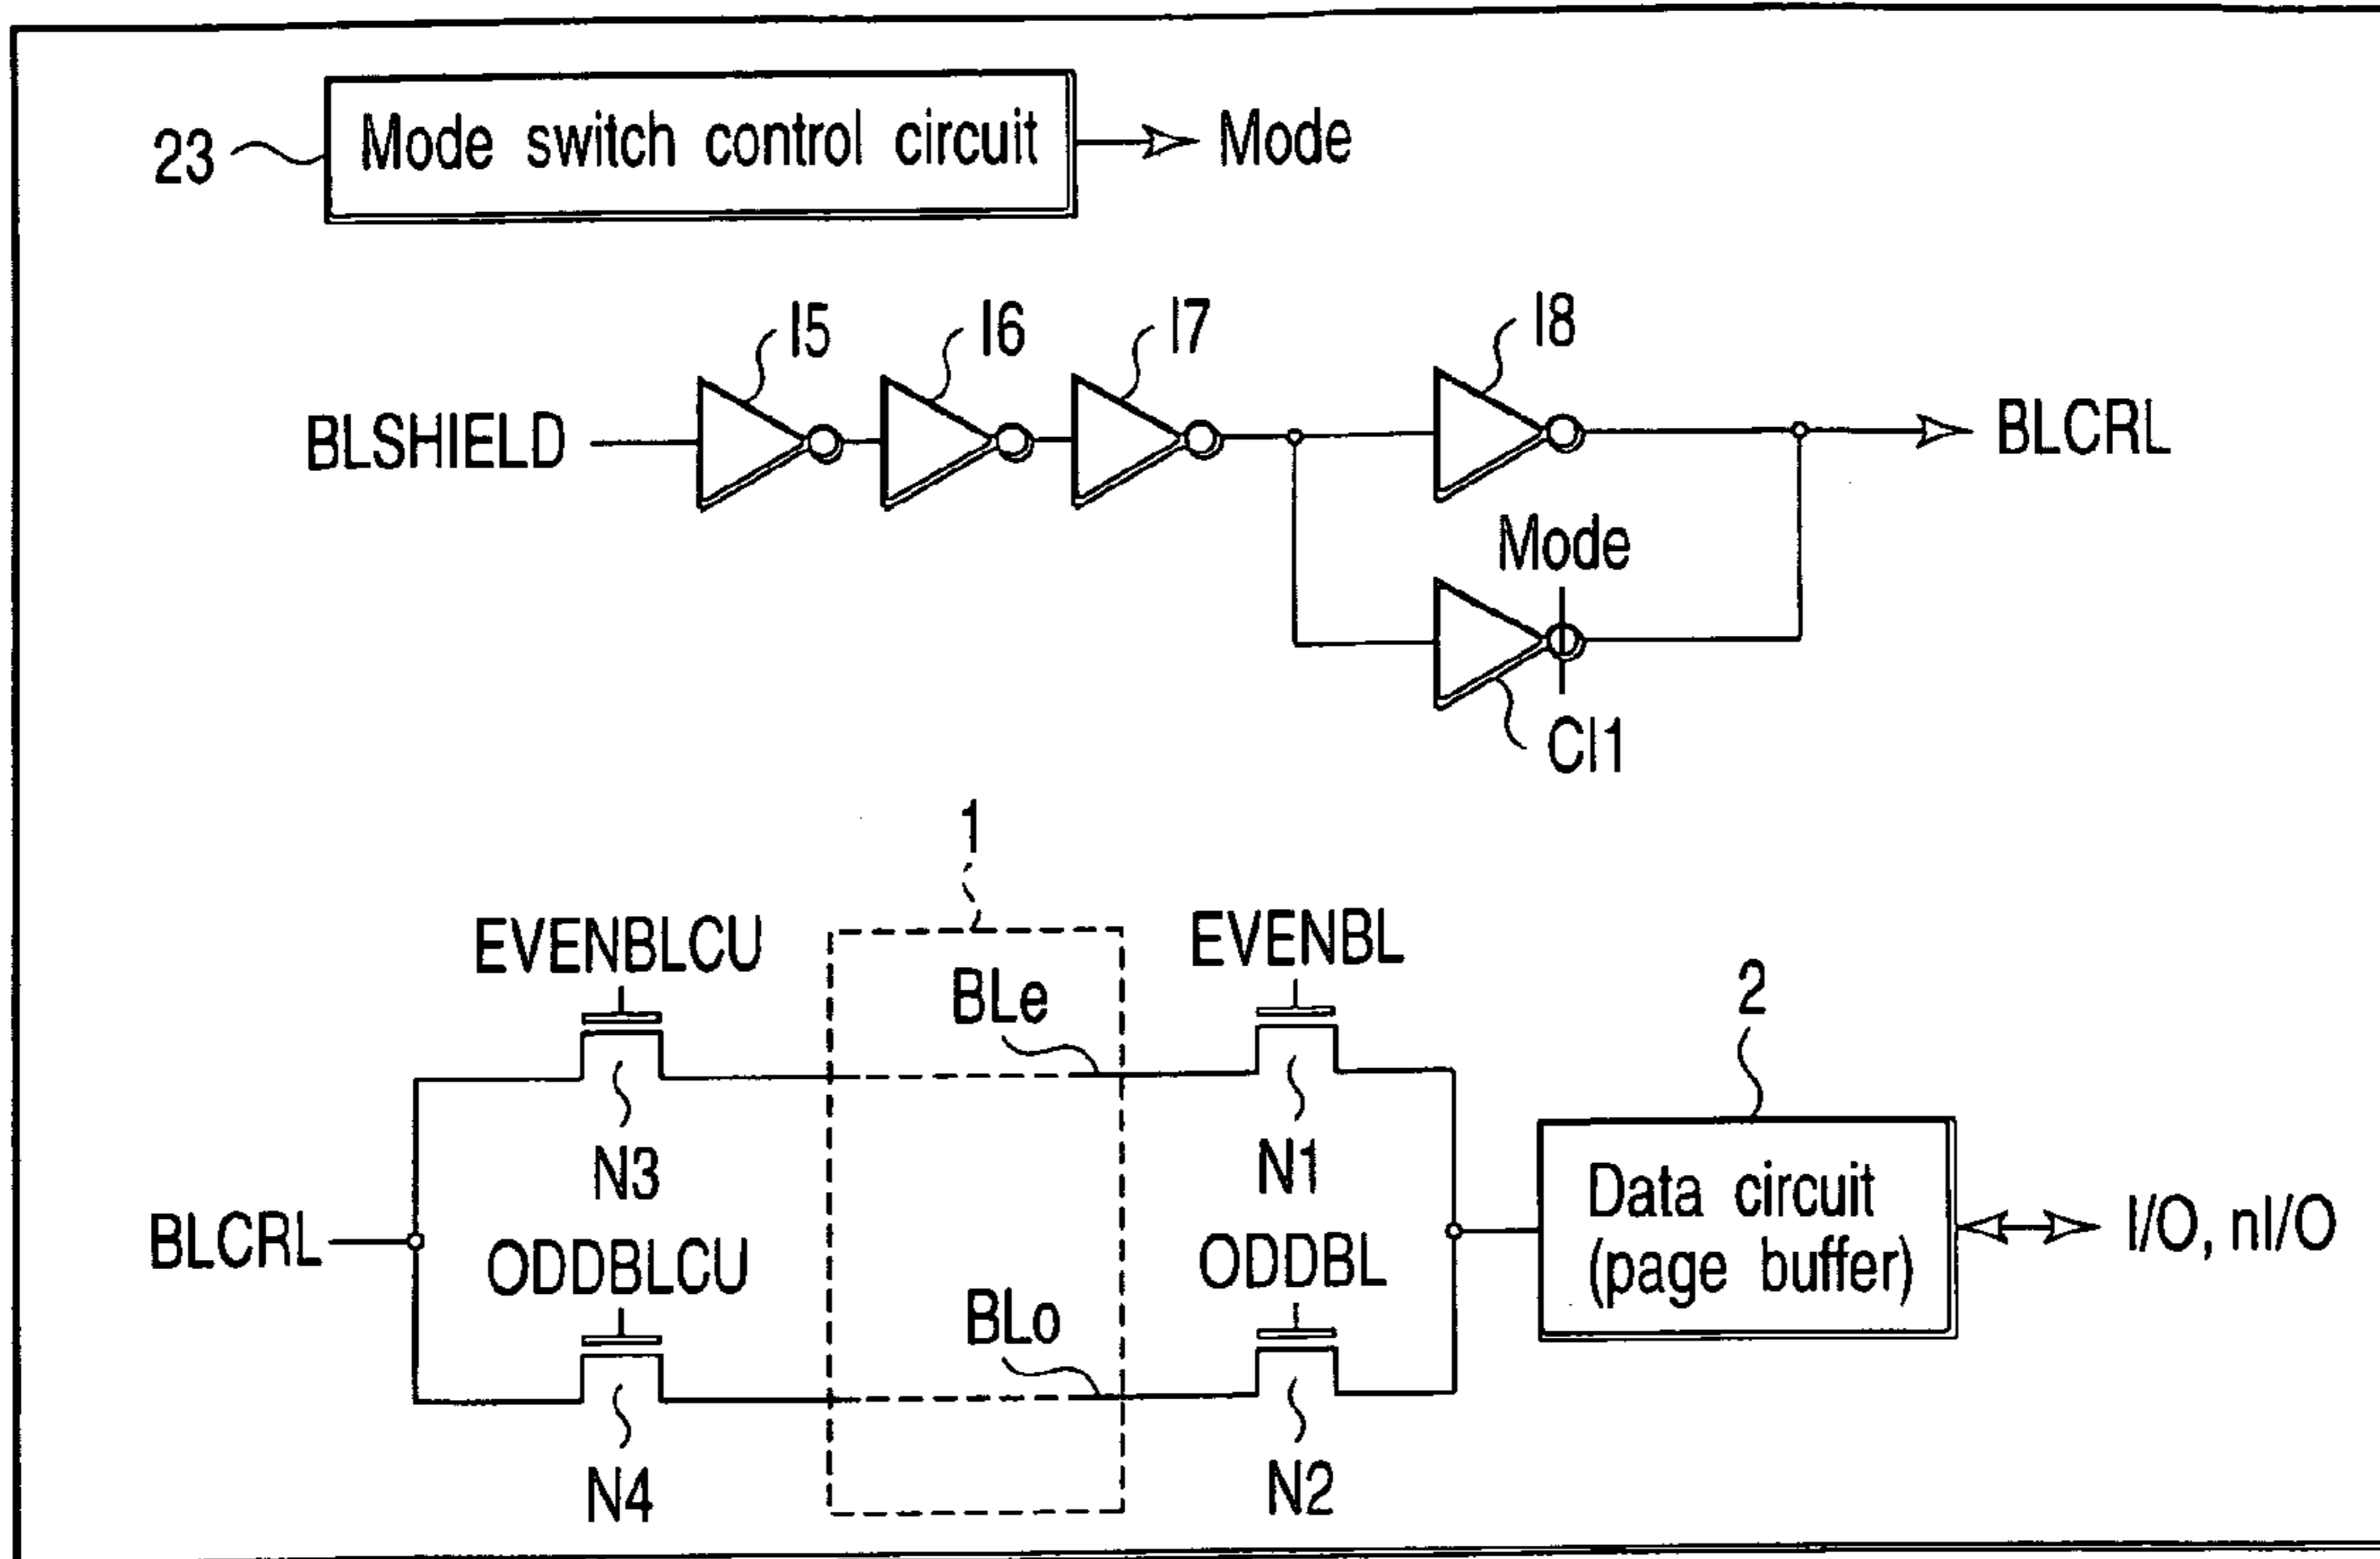 23
Mode switch control circuit
Mode
I5
I6
I7
I8
BLSHIELD
BLCRL
Mode
CI1
1
EVENBLCU
EVENBL
BLe
2
N3
N1
Data circuit
(page buffer)
I/O, nI/O
BLCRL
ODDBLCU
ODDBL
BLo
N4
N2